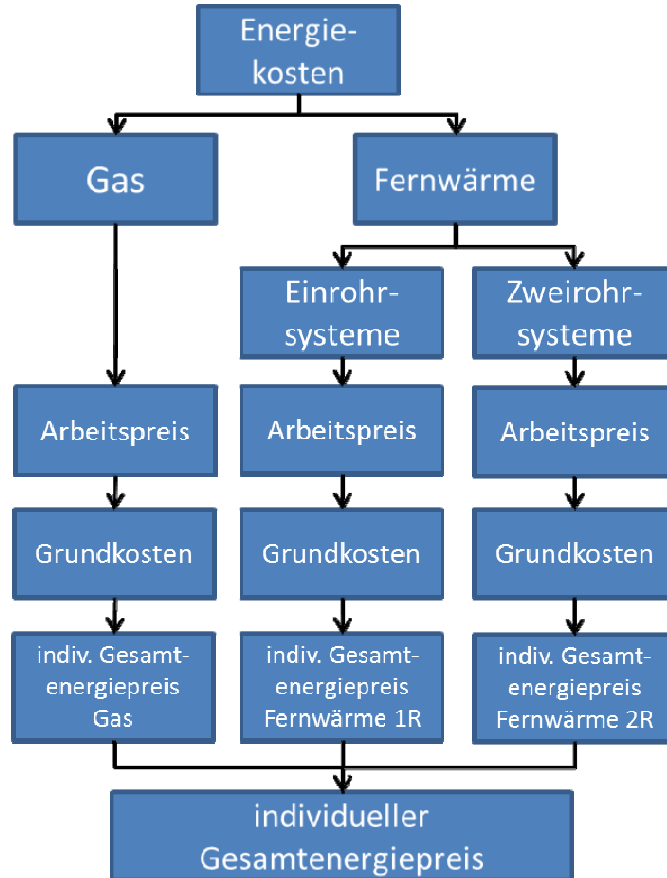 Energie-
kosten
Gas
Fernwärme
Einrohr-
systeme
Zweirohr-
systeme
Arbeitspreis
Arbeitspreis
Arbeitspreis
Grundkosten
Grundkosten
Grundkosten
indiv. Gesamt-
energiepreis
Gas
indiv. Gesamt-
energiepreis
Fernwärme 1R
indiv. Gesamt-
energiepreis
Fernwärme 2R
individueller
Gesamtenergiepreis